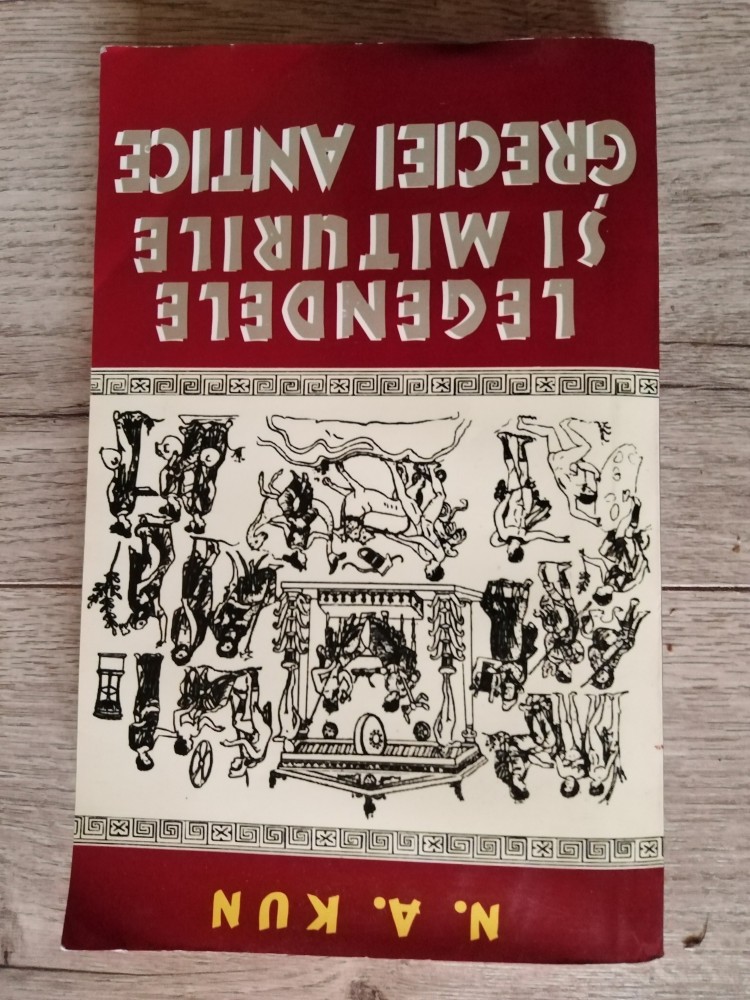 N. A. KUN
LEGENDELE
ȘI MITURILE
GRECIEI ANTICE